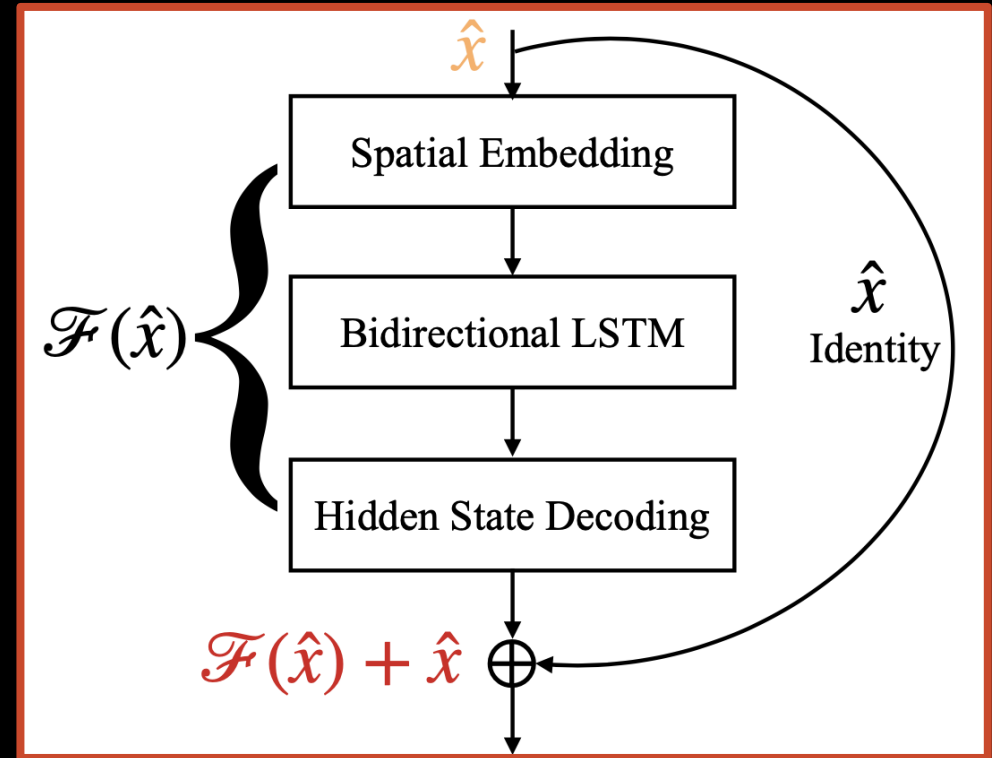 x̂
Spatial Embedding
Bidirectional LSTM
ℱ(x̂)
x̂
Identity
Hidden State Decoding
ℱ(x̂) + x̂